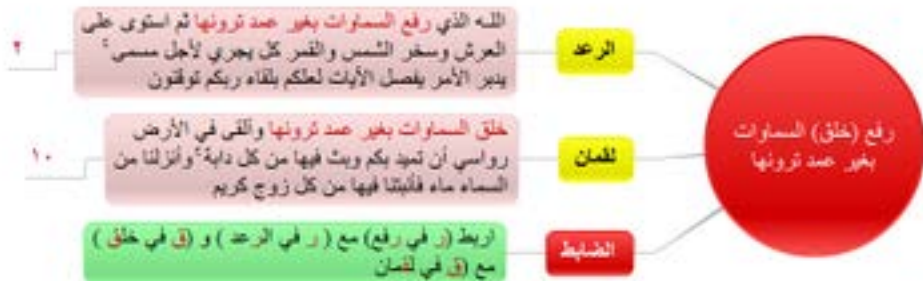 رفع (خلق) السماوات
بغير عمد ترونها
الرعد
الله الذي رفع السماوات بغير عمد ترونها ثم استوى على
العرش وسخر الشمس والقمر كل يجري لأجل مسمى ج
يدبر الأمر يفصل الآيات لعلكم بلقاء ربكم توقنون
٢
لقمان
خلق السماوات بغير عمد ترونها وألقى في الأرض
رواسي أن تميد بكم وبث فيها من كل دابة ج وأنزلنا من
السماء ماء فأنبتنا فيها من كل زوج كريم
١٠
الضابط
اربط (ر في رفع) مع ( ر في الرعد ) و (ق في خلق )
مع (ق في لقمان